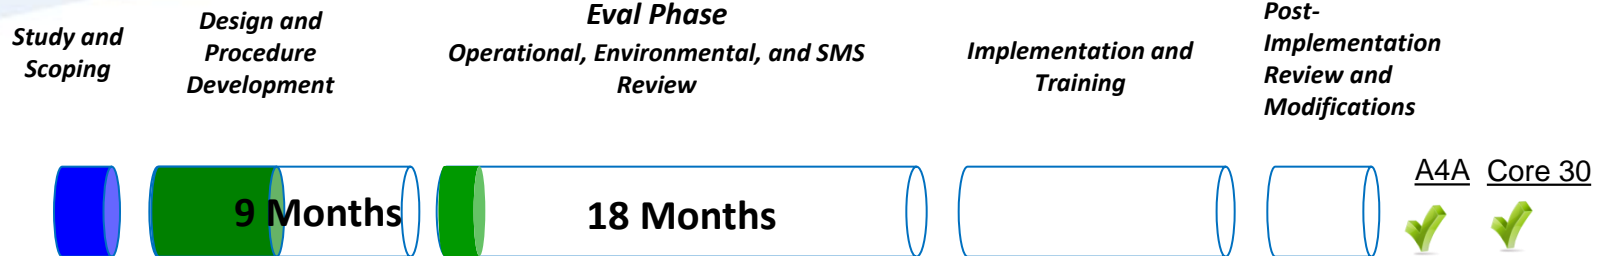 Study and
Scoping
Design and
Procedure
Development
Eval Phase
Operational, Environmental, and SMS
Review
Implementation and
Training
Post-
Implementation
Review and
Modifications
9 Months
18 Months
A4A Core 30